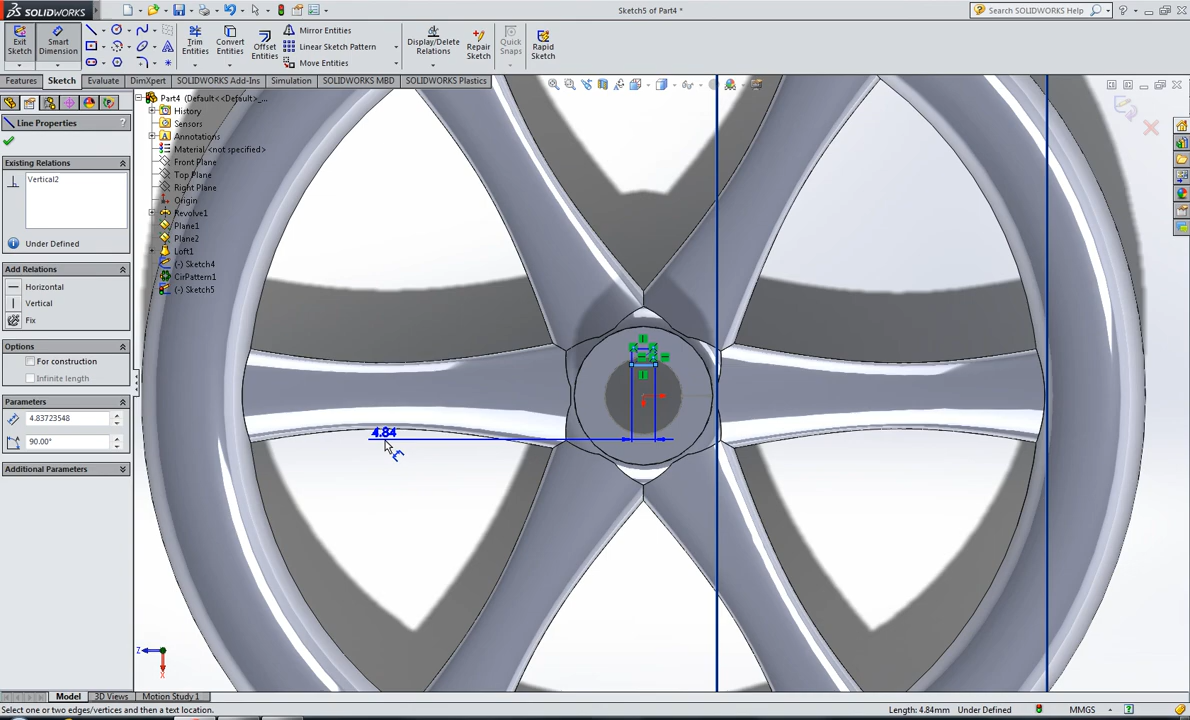 SOLIDWORKS
Sketch5 of Part4 *
Search SOLIDWORKS Help
Exit Sketch
Smart Dimension
Trim Entities
Convert Entities
Offset Entities
Mirror Entities
Linear Sketch Pattern
Move Entities
Display/Delete Relations
Repair Sketch
Quick Snaps
Rapid Sketch
Features
Sketch
Evaluate
DimXpert
SOLIDWORKS Add-Ins
Simulation
SOLIDWORKS MBD
SOLIDWORKS Plastics
Line Properties
?
Existing Relations
Vertical2
Under Defined
Add Relations
Horizontal
Vertical
Fix
Options
For construction
Infinite length
Parameters
4.83723548
90.00°
Additional Parameters
Part4 (Default<<Default>_...
History
Sensors
Annotations
Material <not specified>
Front Plane
Top Plane
Right Plane
Origin
Revolve1
Plane1
Plane2
Loft1
(-) Sketch4
CirPattern1
(-) Sketch5
4.84
Z
X
Model
3D Views
Motion Study 1
Select one or two edges/vertices and then a text location.
Length: 4.84mm
Under Defined
MMGS